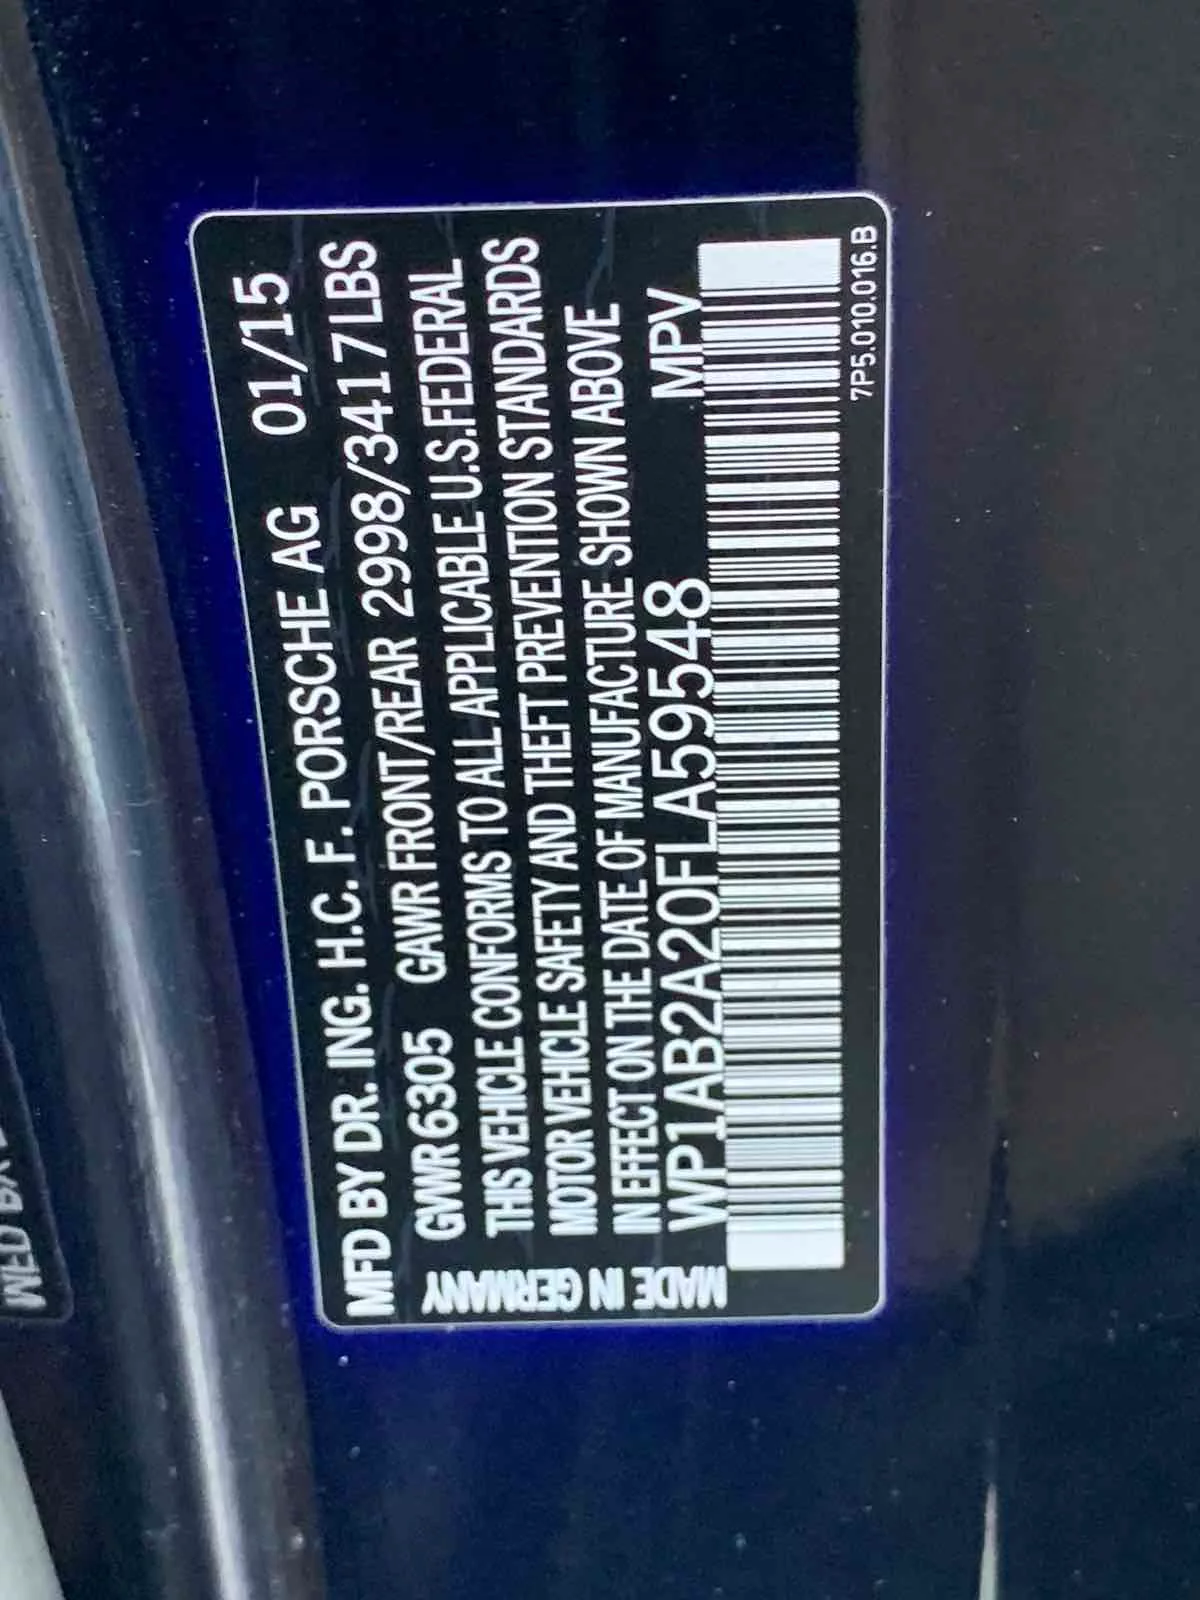 MFD BY DR. ING. H.C. F. PORSCHE AG 01/15
GVWR 6305 GAWR FRONT/REAR 2998/3417LBS
THIS VEHICLE CONFORMS TO ALL APPLICABLE U.S.FEDERAL
MOTOR VEHICLE SAFETY AND THEFT PREVENTION STANDARDS
IN EFFECT ON THE DATE OF MANUFACTURE SHOWN ABOVE
WP1AB2A20FLA59548 MPV
MADE IN GERMANY
7P5.010.016.B
MFD BY